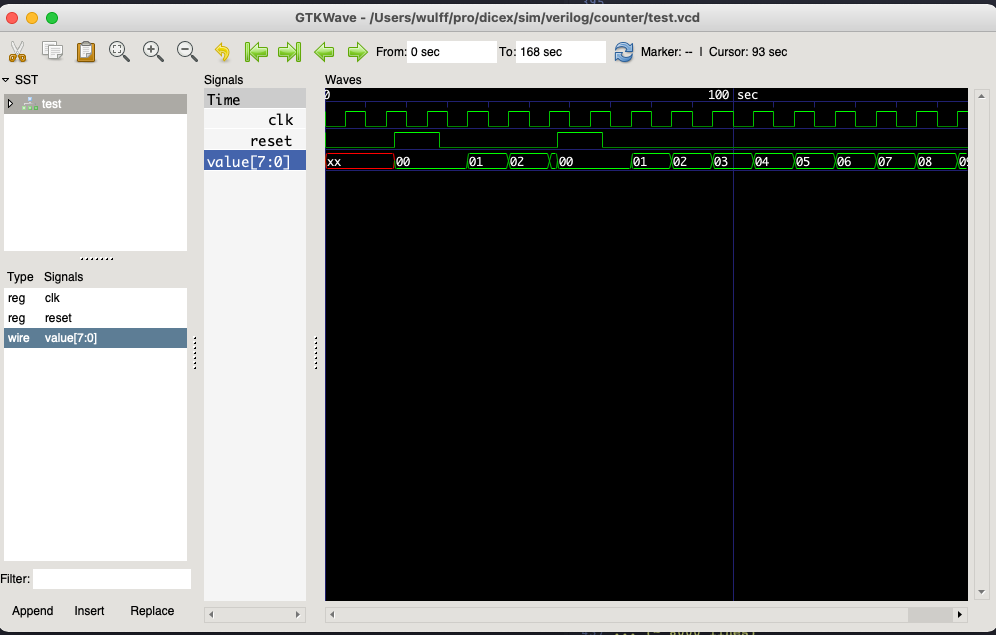 GTKWave - /Users/wulff/pro/dicex/sim/verilog/counter/test.vcd
From: 0 sec To: 168 sec Marker: -- | Cursor: 93 sec
SST
test
Type Signals
reg clk
reg reset
wire value[7:0]
Filter:
Append Insert Replace
Signals
Time
clk
reset
value[7:0]
Waves
0 100 sec
xx 00 01 02 00 01 02 03 04 05 06 07 08